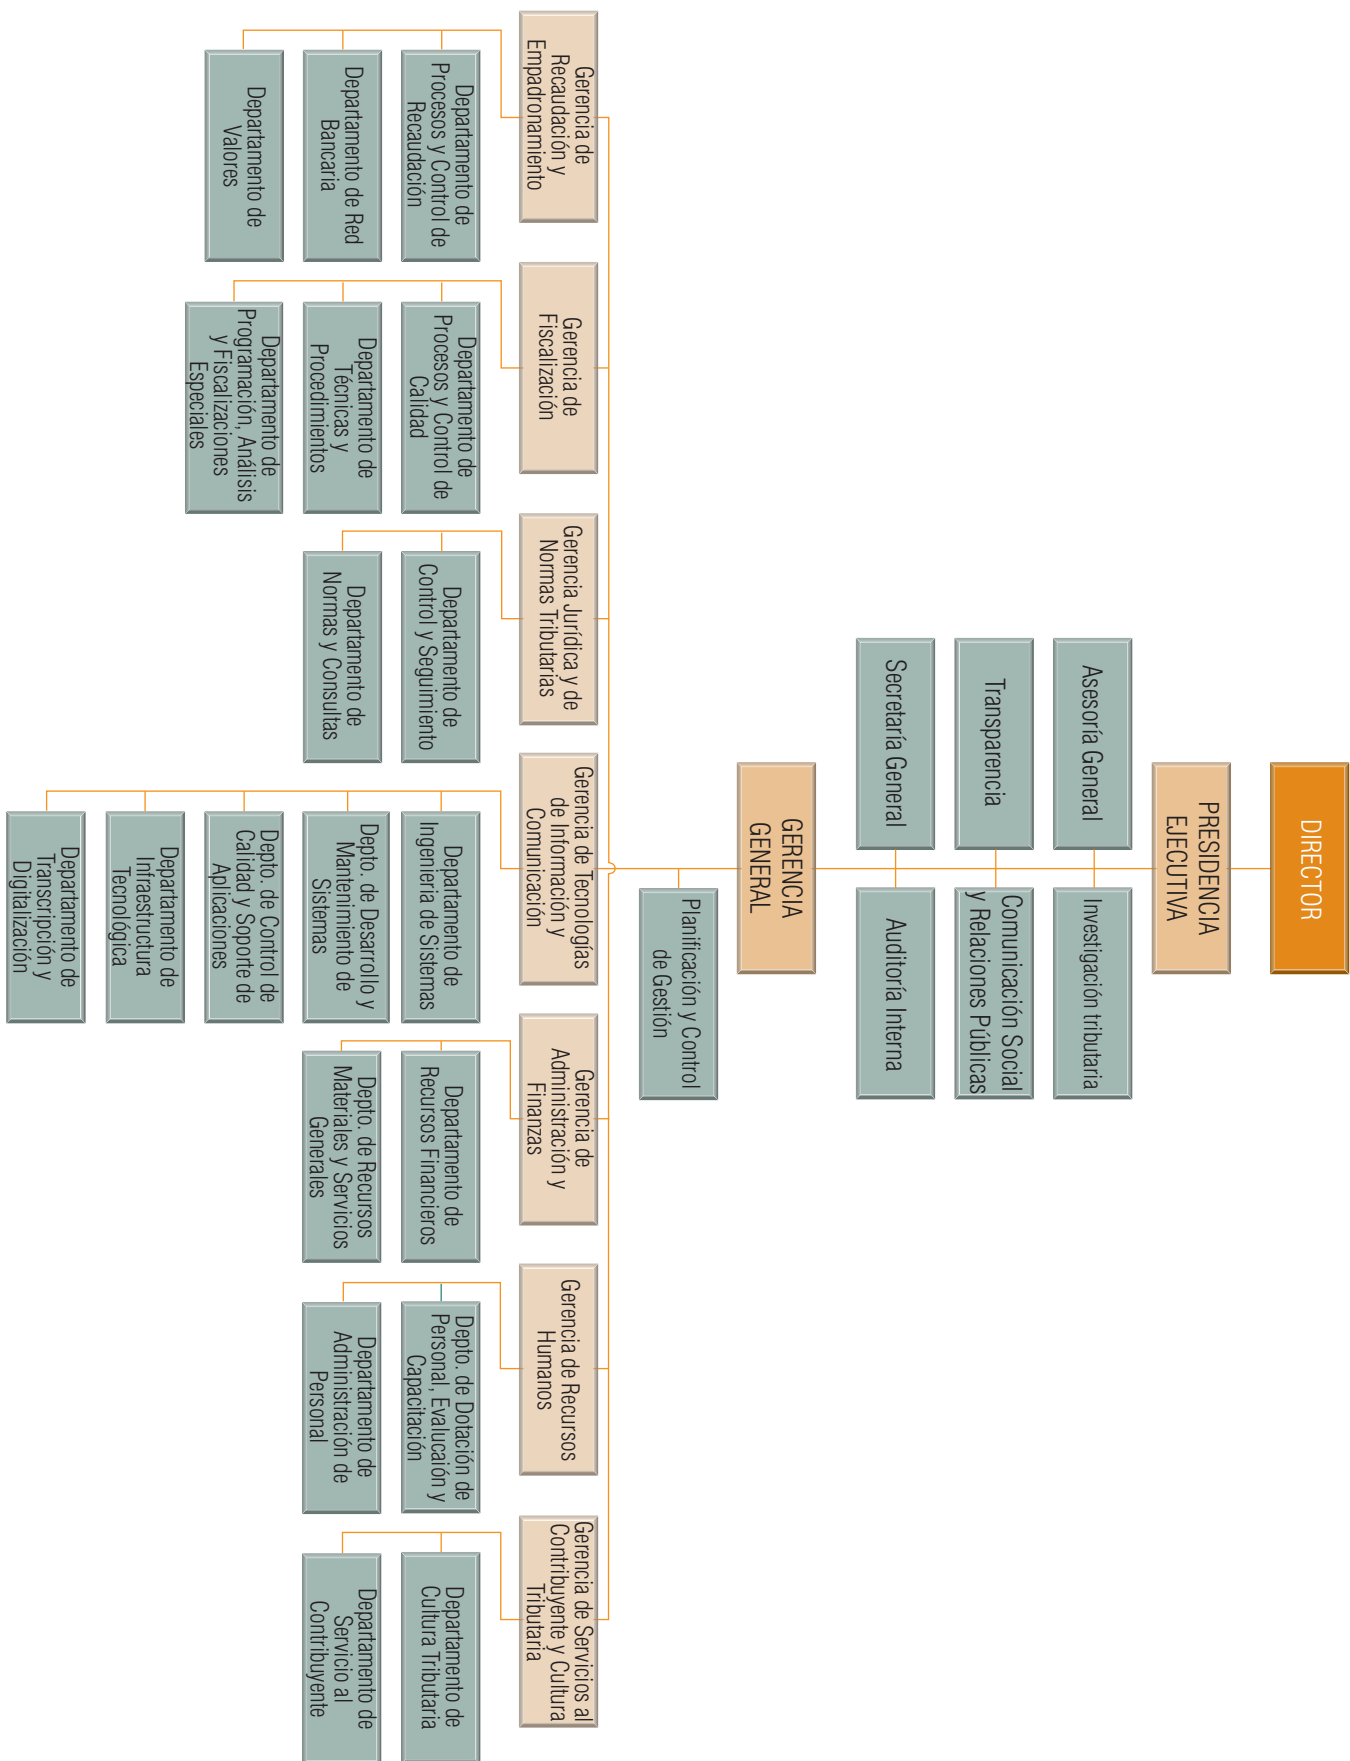 DIRECTOR
PRESIDENCIA
EJECUTIVA
Asesoría General
Investigación tributaria
Transparencia
Comunicación Social
y Relaciones Públicas
Secretaría General
Auditoría Interna
GERENCIA
GENERAL
Planificación y Control
de Gestión
Gerencia de
Recaudación y
Empadronamiento
Departamento de
Procesos y Control de
Recaudación
Departamento de Red
Bancaria
Departamento de
Valores
Gerencia de
Fiscalización
Departamento de
Procesos y Control de
Calidad
Departamento de
Técnicas y
Procedimientos
Departamento de
Programación, Análisis
y Fiscalizaciones
Especiales
Gerencia Jurídica y de
Normas Tributarias
Departamento de
Control y Seguimiento
Departamento de
Normas y Consultas
Gerencia de Tecnologías
de Información y
Comunicación
Departamento de
Ingeniería de Sistemas
Depto. de Desarrollo y
Mantenimiento de
Sistemas
Depto. de Control de
Calidad y Soporte de
Aplicaciones
Departamento de
Infraestructura
Tecnológica
Departamento de
Transcripción y
Digitalización
Gerencia de
Administración y
Finanzas
Departamento de
Recursos Financieros
Depto. de Recursos
Materiales y Servicios
Generales
Gerencia de Recursos
Humanos
Depto. de Dotación de
Personal, Evalucaión y
Capacitación
Departamento de
Administración de
Personal
Gerencia de Servicios al
Contribuyente y Cultura
Tributaria
Departamento de
Cultura Tributaria
Departamento de
Servicio al
Contribuyente